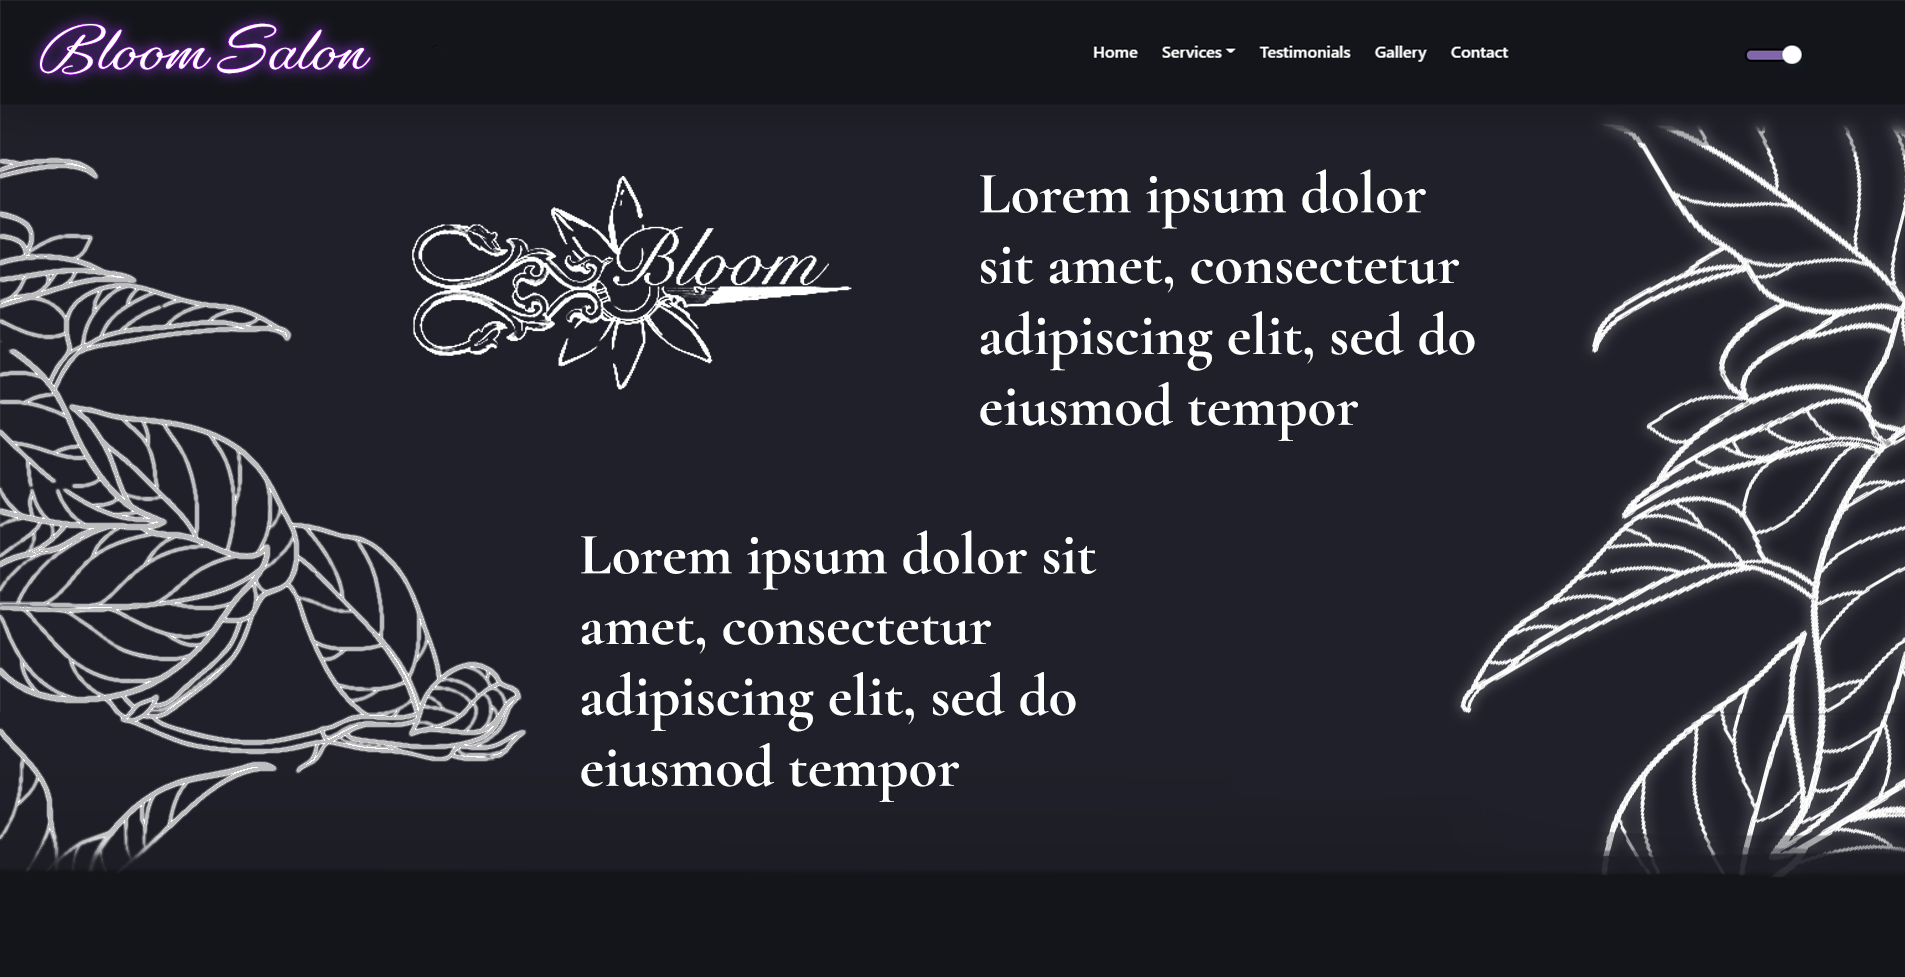 Bloom Salon
Home Services Testimonials Gallery Contact
Bloom
Lorem ipsum dolor
sit amet, consectetur
adipiscing elit, sed do
eiusmod tempor
Lorem ipsum dolor sit
amet, consectetur
adipiscing elit, sed do
eiusmod tempor